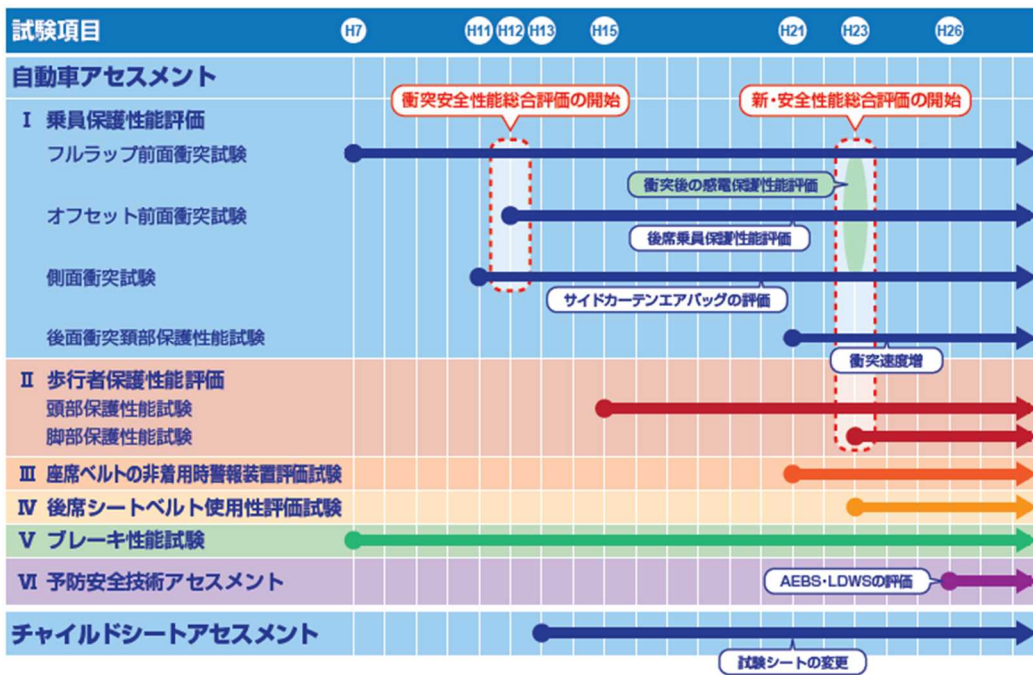 試験項目 H7 H11 H12 H13 H15 H21 H23 H26
自動車アセスメント
衝突安全性能総合評価の開始 新・安全性能総合評価の開始
Ⅰ 乗員保護性能評価
フルラップ前面衝突試験
衝突後の感電保護性能評価
オフセット前面衝突試験
後席乗員保護性能評価
側面衝突試験
サイドカーテンエアバッグの評価
後面衝突頚部保護性能試験
衝突速度増
Ⅱ 歩行者保護性能評価
頭部保護性能試験
脚部保護性能試験
Ⅲ 座席ベルトの非着用時警報装置評価試験
Ⅳ 後席シートベルト使用性評価試験
Ⅴ ブレーキ性能試験
Ⅵ 予防安全技術アセスメント AEBS・LDWSの評価
チャイルドシートアセスメント
試験シートの変更